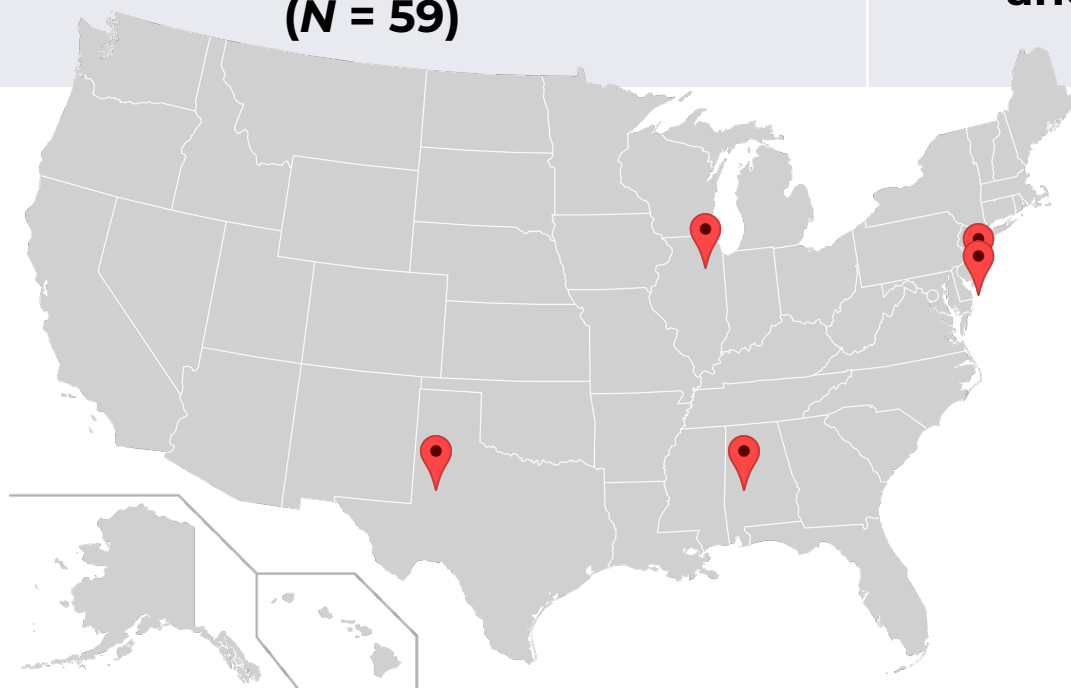 (N = 59)